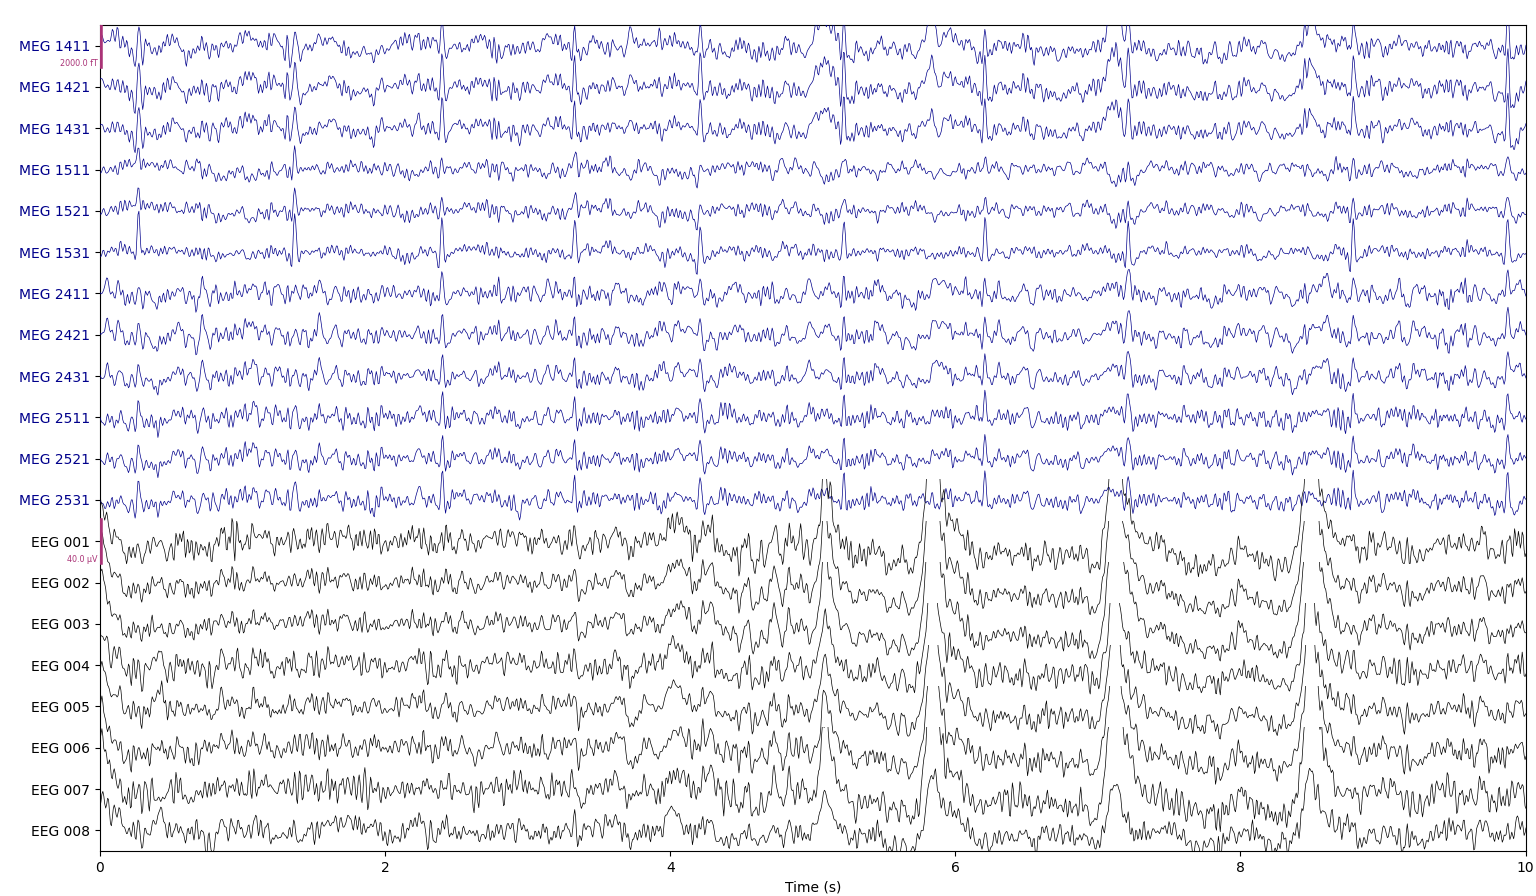 MEG 1411
2000.0 fT
MEG 1421
MEG 1431
MEG 1511
MEG 1521
MEG 1531
MEG 2411
MEG 2421
MEG 2431
MEG 2511
MEG 2521
MEG 2531
EEG 001
40.0 µV
EEG 002
EEG 003
EEG 004
EEG 005
EEG 006
EEG 007
EEG 008
0 2 4 6 8 10
Time (s)